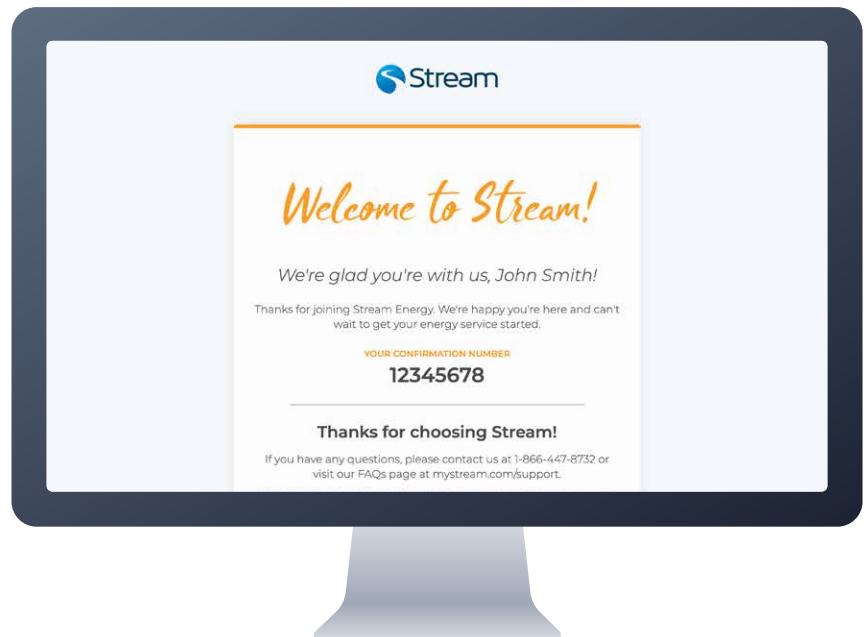 Stream
Welcome to Stream!
We're glad you're with us, John Smith!
Thanks for joining Stream Energy. We're happy you're here and can't
wait to get your energy service started.
YOUR CONFIRMATION NUMBER
12345678
Thanks for choosing Stream!
If you have any questions, please contact us at 1-866-447-8732 or
visit our FAQs page at mystream.com/support.